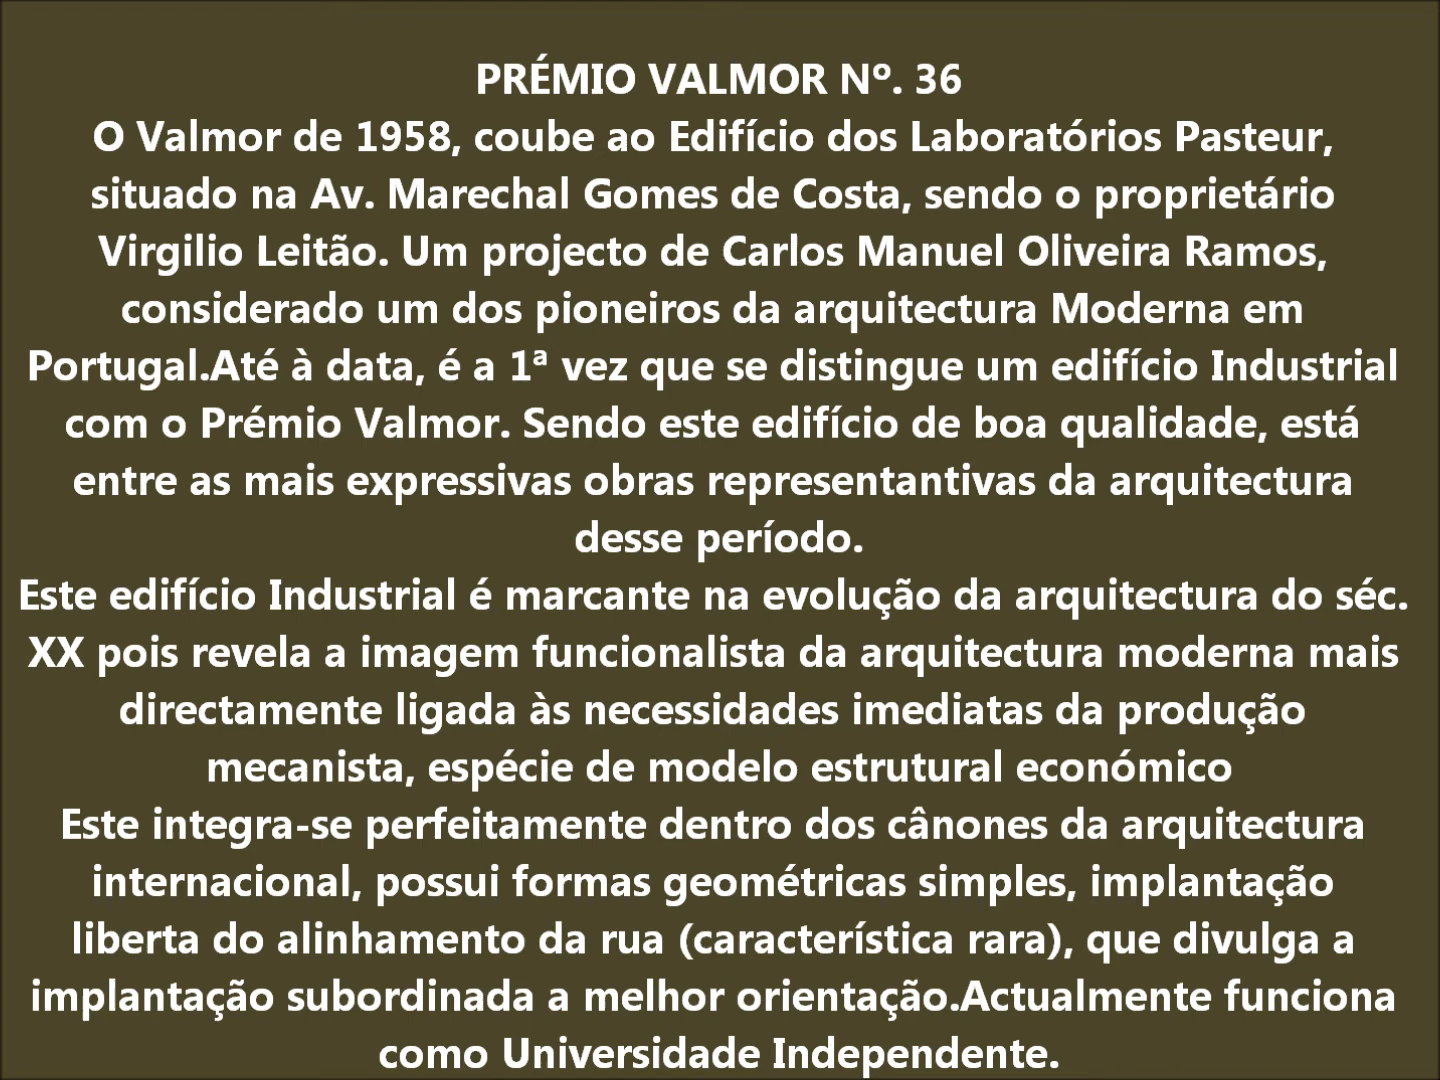 PRÉMIO VALMOR Nº. 36
O Valmor de 1958, coube ao Edifício dos Laboratórios Pasteur,
situado na Av. Marechal Gomes de Costa, sendo o proprietário
Virgilio Leitão. Um projecto de Carlos Manuel Oliveira Ramos,
considerado um dos pioneiros da arquitectura Moderna em
Portugal.Até à data, é a 1ª vez que se distingue um edifício Industrial
com o Prémio Valmor. Sendo este edifício de boa qualidade, está
entre as mais expressivas obras representantivas da arquitectura
desse período.
Este edifício Industrial é marcante na evolução da arquitectura do séc.
XX pois revela a imagem funcionalista da arquitectura moderna mais
directamente ligada às necessidades imediatas da produção
mecanista, espécie de modelo estrutural económico
Este integra-se perfeitamente dentro dos cânones da arquitectura
internacional, possui formas geométricas simples, implantação
liberta do alinhamento da rua (característica rara), que divulga a
implantação subordinada a melhor orientação.Actualmente funciona
como Universidade Independente.